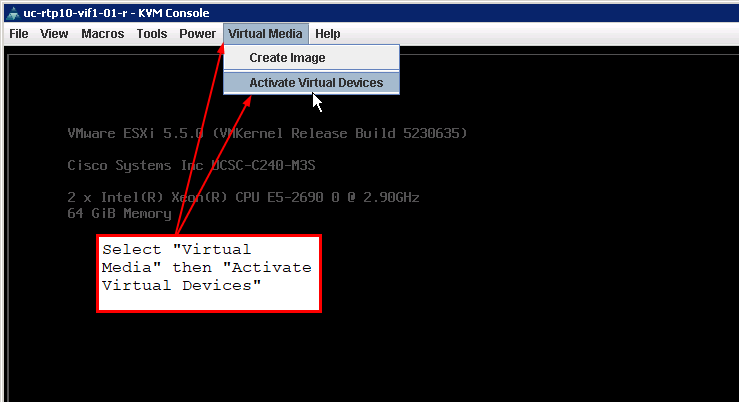 uc-rtp10-vif1-01-r - KVM Console
File View Macros Tools Power Virtual Media Help
Create Image
Activate Virtual Devices
VMware ESXi 5.5.0 (VMKernel Release Build 5230635)
Cisco Systems Inc UCSC-C240-M3S
2 x Intel(R) Xeon(R) CPU E5-2690 0 @ 2.90GHz
64 GiB Memory
Select "Virtual
Media" then "Activate
Virtual Devices"